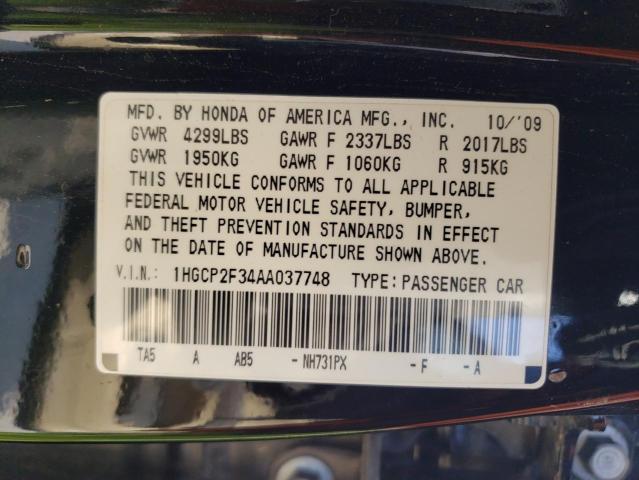 MFD. BY HONDA OF AMERICA MFG., INC. 10/'09
GVWR 4299LBS GAWR F 2337LBS R 2017LBS
GVWR 1950KG GAWR F 1060KG R 915KG
THIS VEHICLE CONFORMS TO ALL APPLICABLE
FEDERAL MOTOR VEHICLE SAFETY, BUMPER,
AND THEFT PREVENTION STANDARDS IN EFFECT
ON THE DATE OF MANUFACTURE SHOWN ABOVE.
V.I.N.: 1HGCP2F34AA037748 TYPE:PASSENGER CAR
TA5 A AB5 -NH731PX -F -A